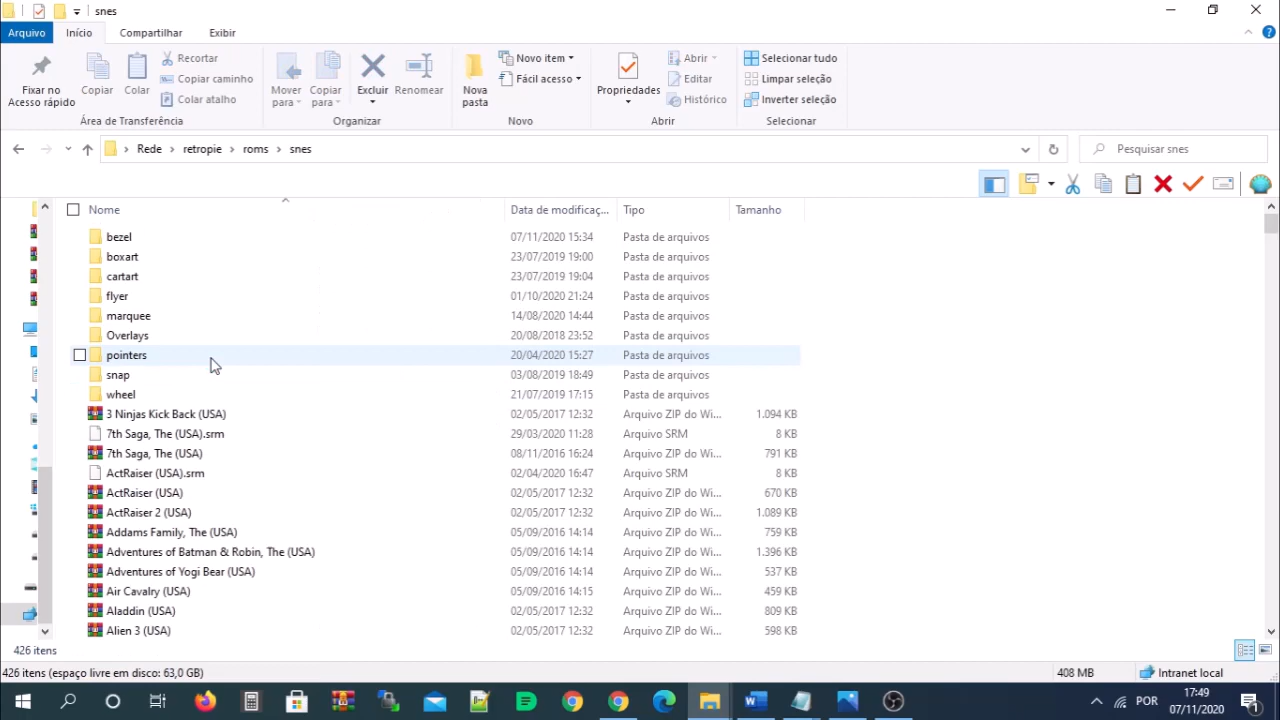 snes
Arquivo Início Compartilhar Exibir
Fixar no Acesso rápido
Copiar
Colar
Recortar
Copiar caminho
Colar atalho
Área de Transferência
Mover para
Copiar para
Excluir
Renomear
Organizar
Nova pasta
Novo item
Fácil acesso
Novo
Propriedades
Abrir
Editar
Histórico
Abrir
Selecionar tudo
Limpar seleção
Inverter seleção
Selecionar
Rede > retropie > roms > snes
Pesquisar snes
Nome Data de modificaç... Tipo Tamanho
bezel 07/11/2020 15:34 Pasta de arquivos
boxart 23/07/2019 19:00 Pasta de arquivos
cartart 23/07/2019 19:04 Pasta de arquivos
flyer 01/10/2020 21:24 Pasta de arquivos
marquee 14/08/2020 14:44 Pasta de arquivos
Overlays 20/08/2018 23:52 Pasta de arquivos
pointers 20/04/2020 15:27 Pasta de arquivos
snap 03/08/2019 18:49 Pasta de arquivos
wheel 21/07/2019 17:15 Pasta de arquivos
3 Ninjas Kick Back (USA) 02/05/2017 12:32 Arquivo ZIP do Wi... 1.094 KB
7th Saga, The (USA).srm 29/03/2020 11:28 Arquivo SRM 8 KB
7th Saga, The (USA) 08/11/2016 16:24 Arquivo ZIP do Wi... 791 KB
ActRaiser (USA).srm 02/04/2020 16:47 Arquivo SRM 8 KB
ActRaiser (USA) 02/05/2017 12:32 Arquivo ZIP do Wi... 670 KB
ActRaiser 2 (USA) 02/05/2017 12:32 Arquivo ZIP do Wi... 1.089 KB
Addams Family, The (USA) 05/09/2016 14:14 Arquivo ZIP do Wi... 759 KB
Adventures of Batman & Robin, The (USA) 05/09/2016 14:14 Arquivo ZIP do Wi... 1.396 KB
Adventures of Yogi Bear (USA) 05/09/2016 14:14 Arquivo ZIP do Wi... 537 KB
Air Cavalry (USA) 05/09/2016 14:15 Arquivo ZIP do Wi... 459 KB
Aladdin (USA) 02/05/2017 12:32 Arquivo ZIP do Wi... 809 KB
Alien 3 (USA) 02/05/2017 12:32 Arquivo ZIP do Wi... 598 KB
426 itens
426 itens (espaço livre em disco: 63,0 GB) 408 MB Intranet local
POR
17:49
07/11/2020
1